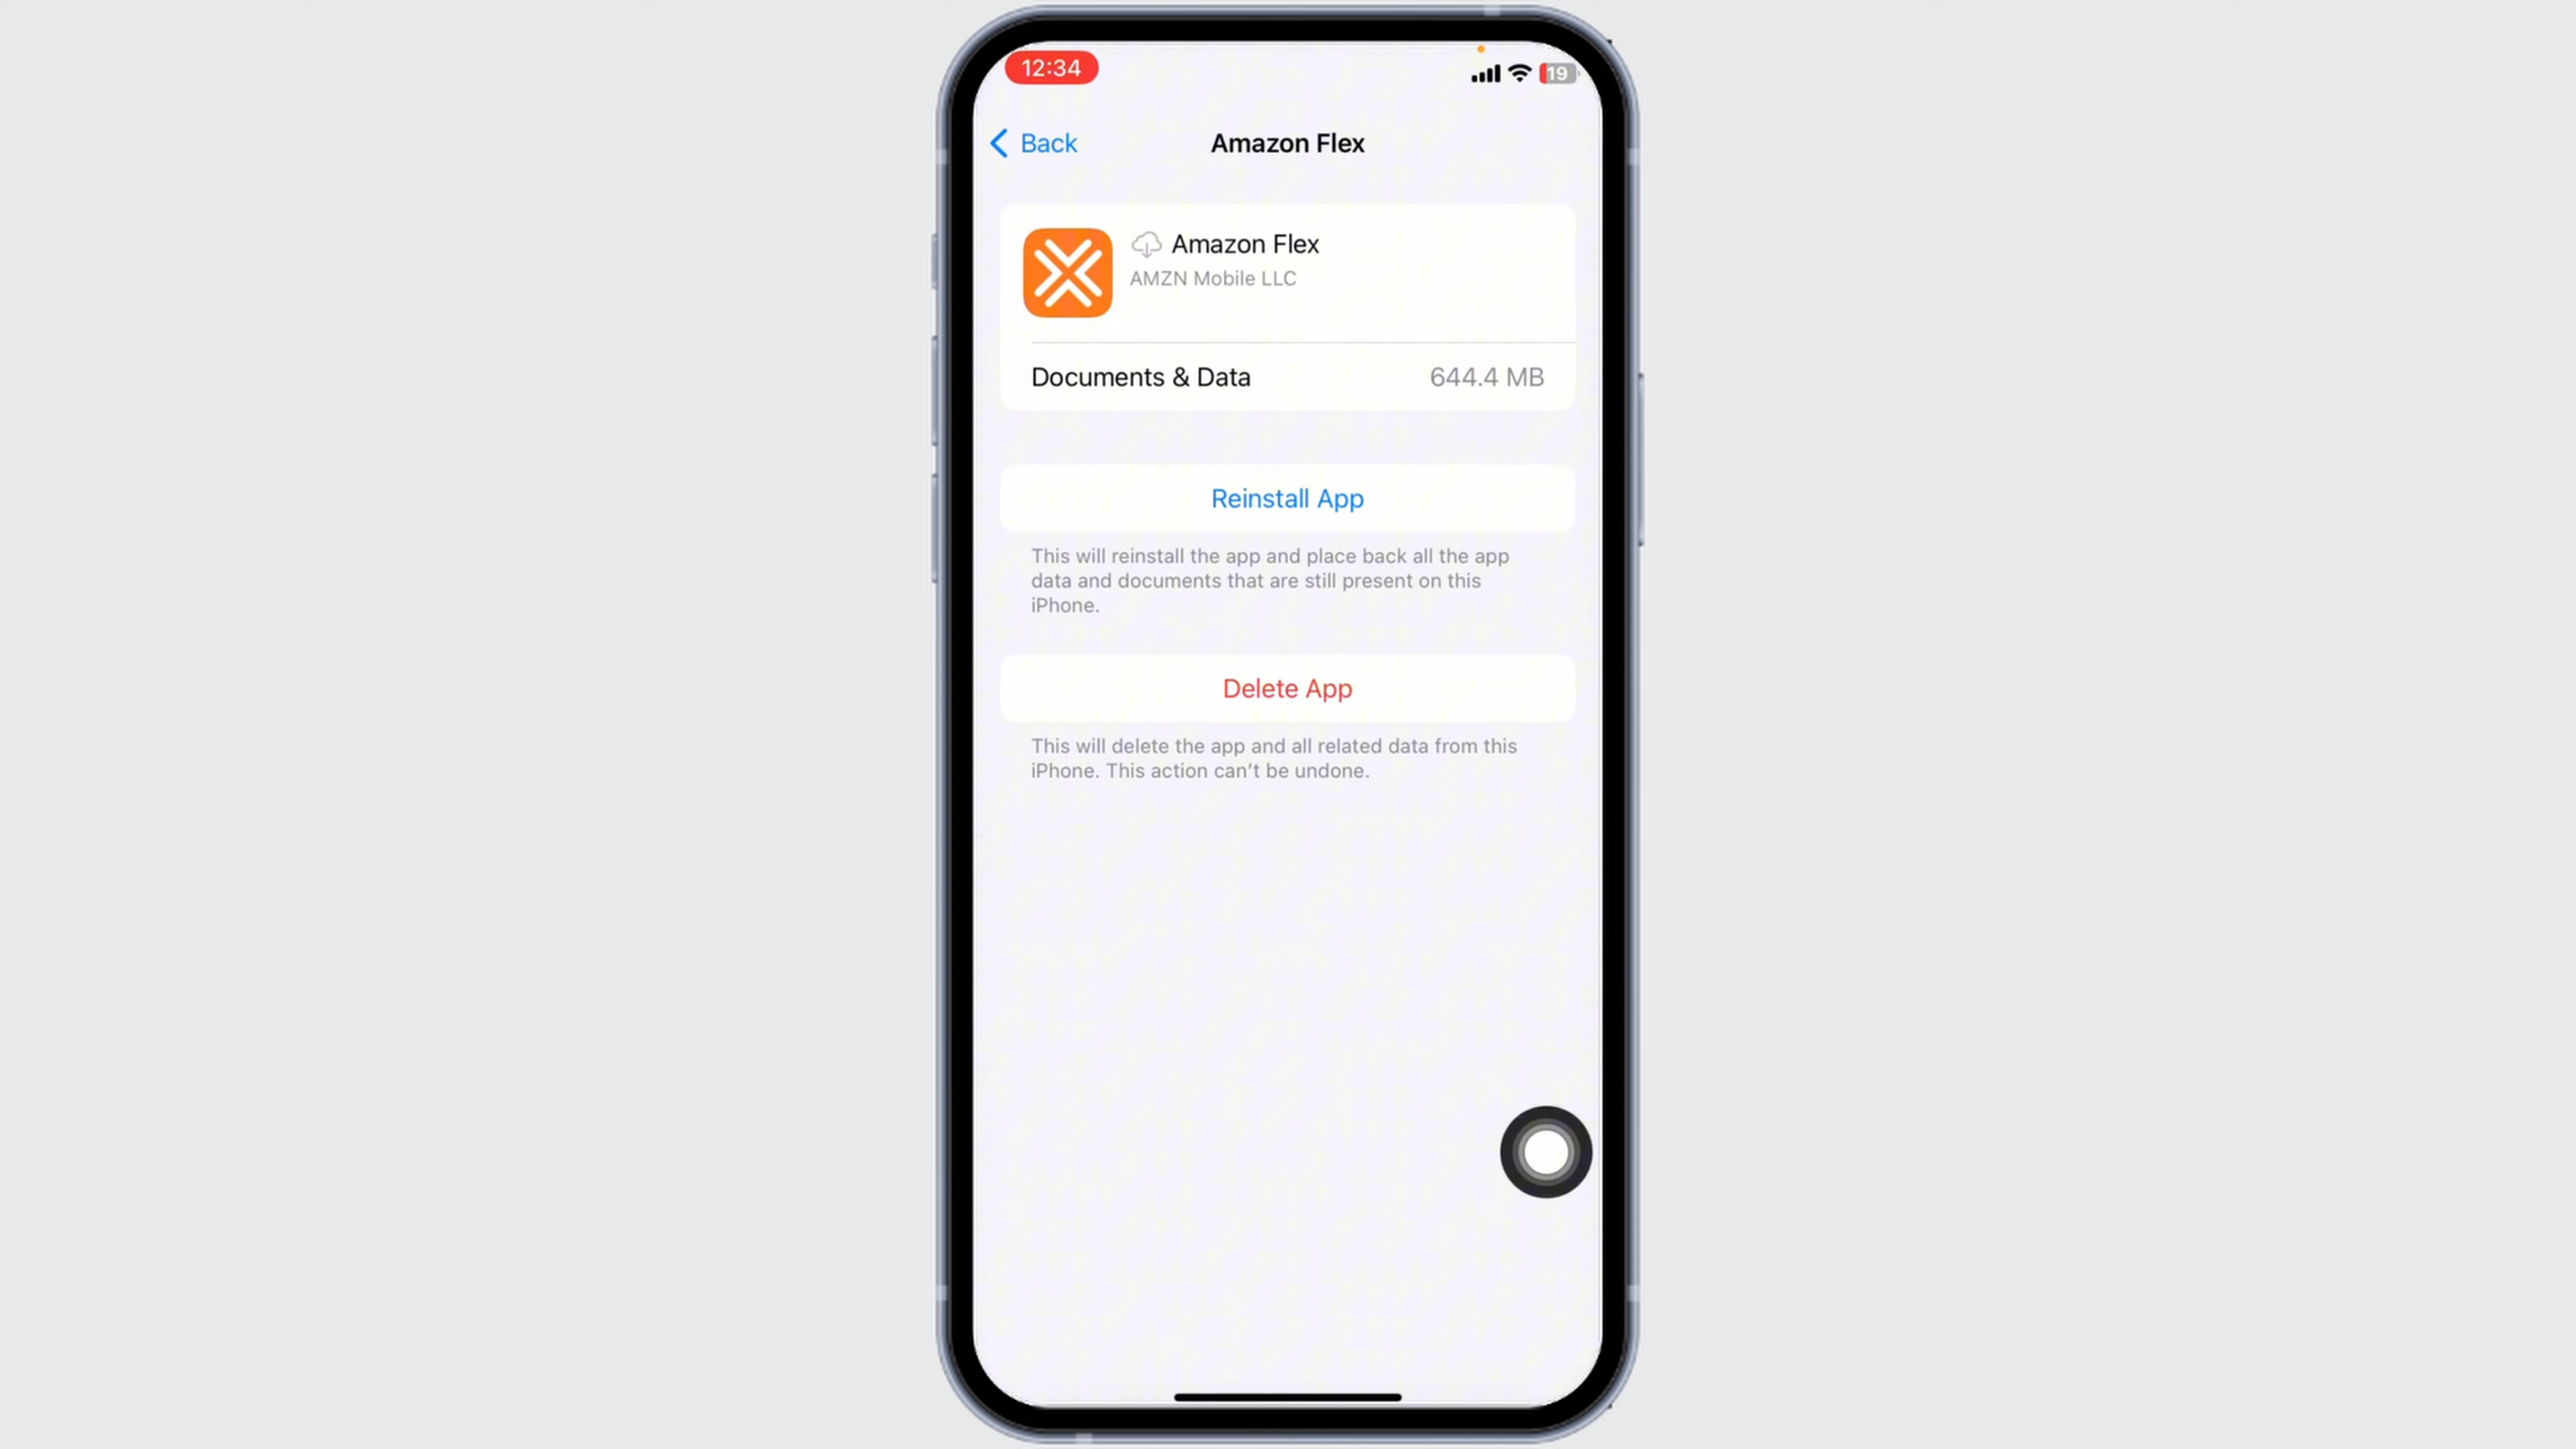 12:34
19
Back
Amazon Flex
Amazon Flex
AMZN Mobile LLC
Documents & Data 644.4 MB
Reinstall App
This will reinstall the app and place back all the app
data and documents that are still present on this
iPhone.
Delete App
This will delete the app and all related data from this
iPhone. This action can't be undone.